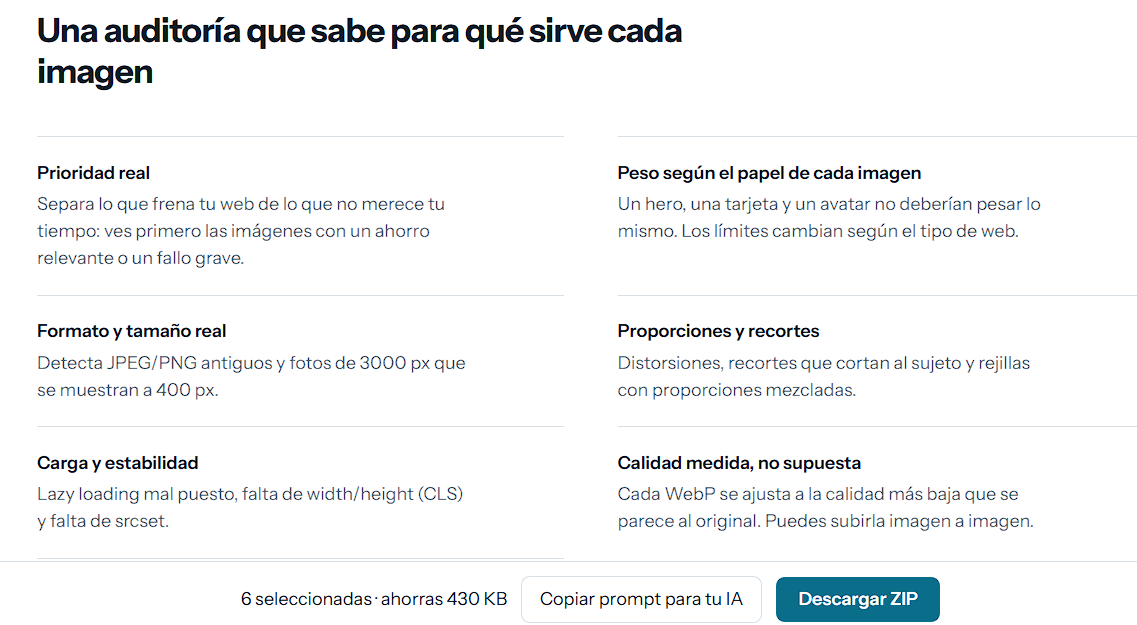 Una auditoría que sabe para qué sirve cada
imagen
Prioridad real
Separa lo que frena tu web de lo que no merece tu
tiempo: ves primero las imágenes con un ahorro
relevante o un fallo grave.
Peso según el papel de cada imagen
Un hero, una tarjeta y un avatar no deberían pesar lo
mismo. Los límites cambian según el tipo de web.
Formato y tamaño real
Detecta JPEG/PNG antiguos y fotos de 3000 px que
se muestran a 400 px.
Proporciones y recortes
Distorsiones, recortes que cortan al sujeto y rejillas
con proporciones mezcladas.
Carga y estabilidad
Lazy loading mal puesto, falta de width/height (CLS)
y falta de srcset.
Calidad medida, no supuesta
Cada WebP se ajusta a la calidad más baja que se
parece al original. Puedes subirla imagen a imagen.
6 seleccionadas · ahorras 430 KB
Copiar prompt para tu IA
Descargar ZIP